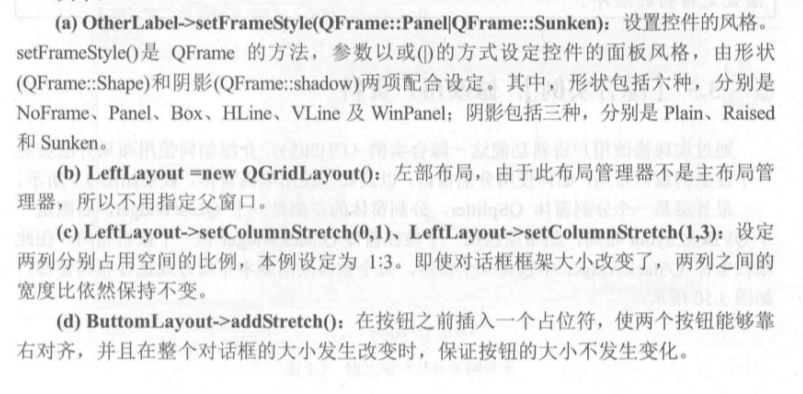 (a) OtherLabel->setFrameStyle(QFrame::Panel|QFrame::Sunken)：设置控件的风格。
setFrameStyle()是 QFrame 的方法，参数以或(|)的方式设定控件的面板风格，由形状
(QFrame::Shape)和阴影(QFrame::shadow)两项配合设定。其中，形状包括六种，分别是
NoFrame、Panel、Box、HLine、VLine 及 WinPanel；阴影包括三种，分别是 Plain、Raised
和 Sunken。
(b) LeftLayout =new QGridLayout()：左部布局，由于此布局管理器不是主布局管
理器，所以不用指定父窗口。
(c) LeftLayout->setColumnStretch(0,1)、LeftLayout->setColumnStretch(1,3)：设定
两列分别占用空间的比例，本例设定为 1:3。即使对话框框架大小改变了，两列之间的
宽度比依然保持不变。
(d) ButtomLayout->addStretch()：在按钮之前插入一个占位符，使两个按钮能够靠
右对齐，并且在整个对话框的大小发生改变时，保证按钮的大小不发生变化。